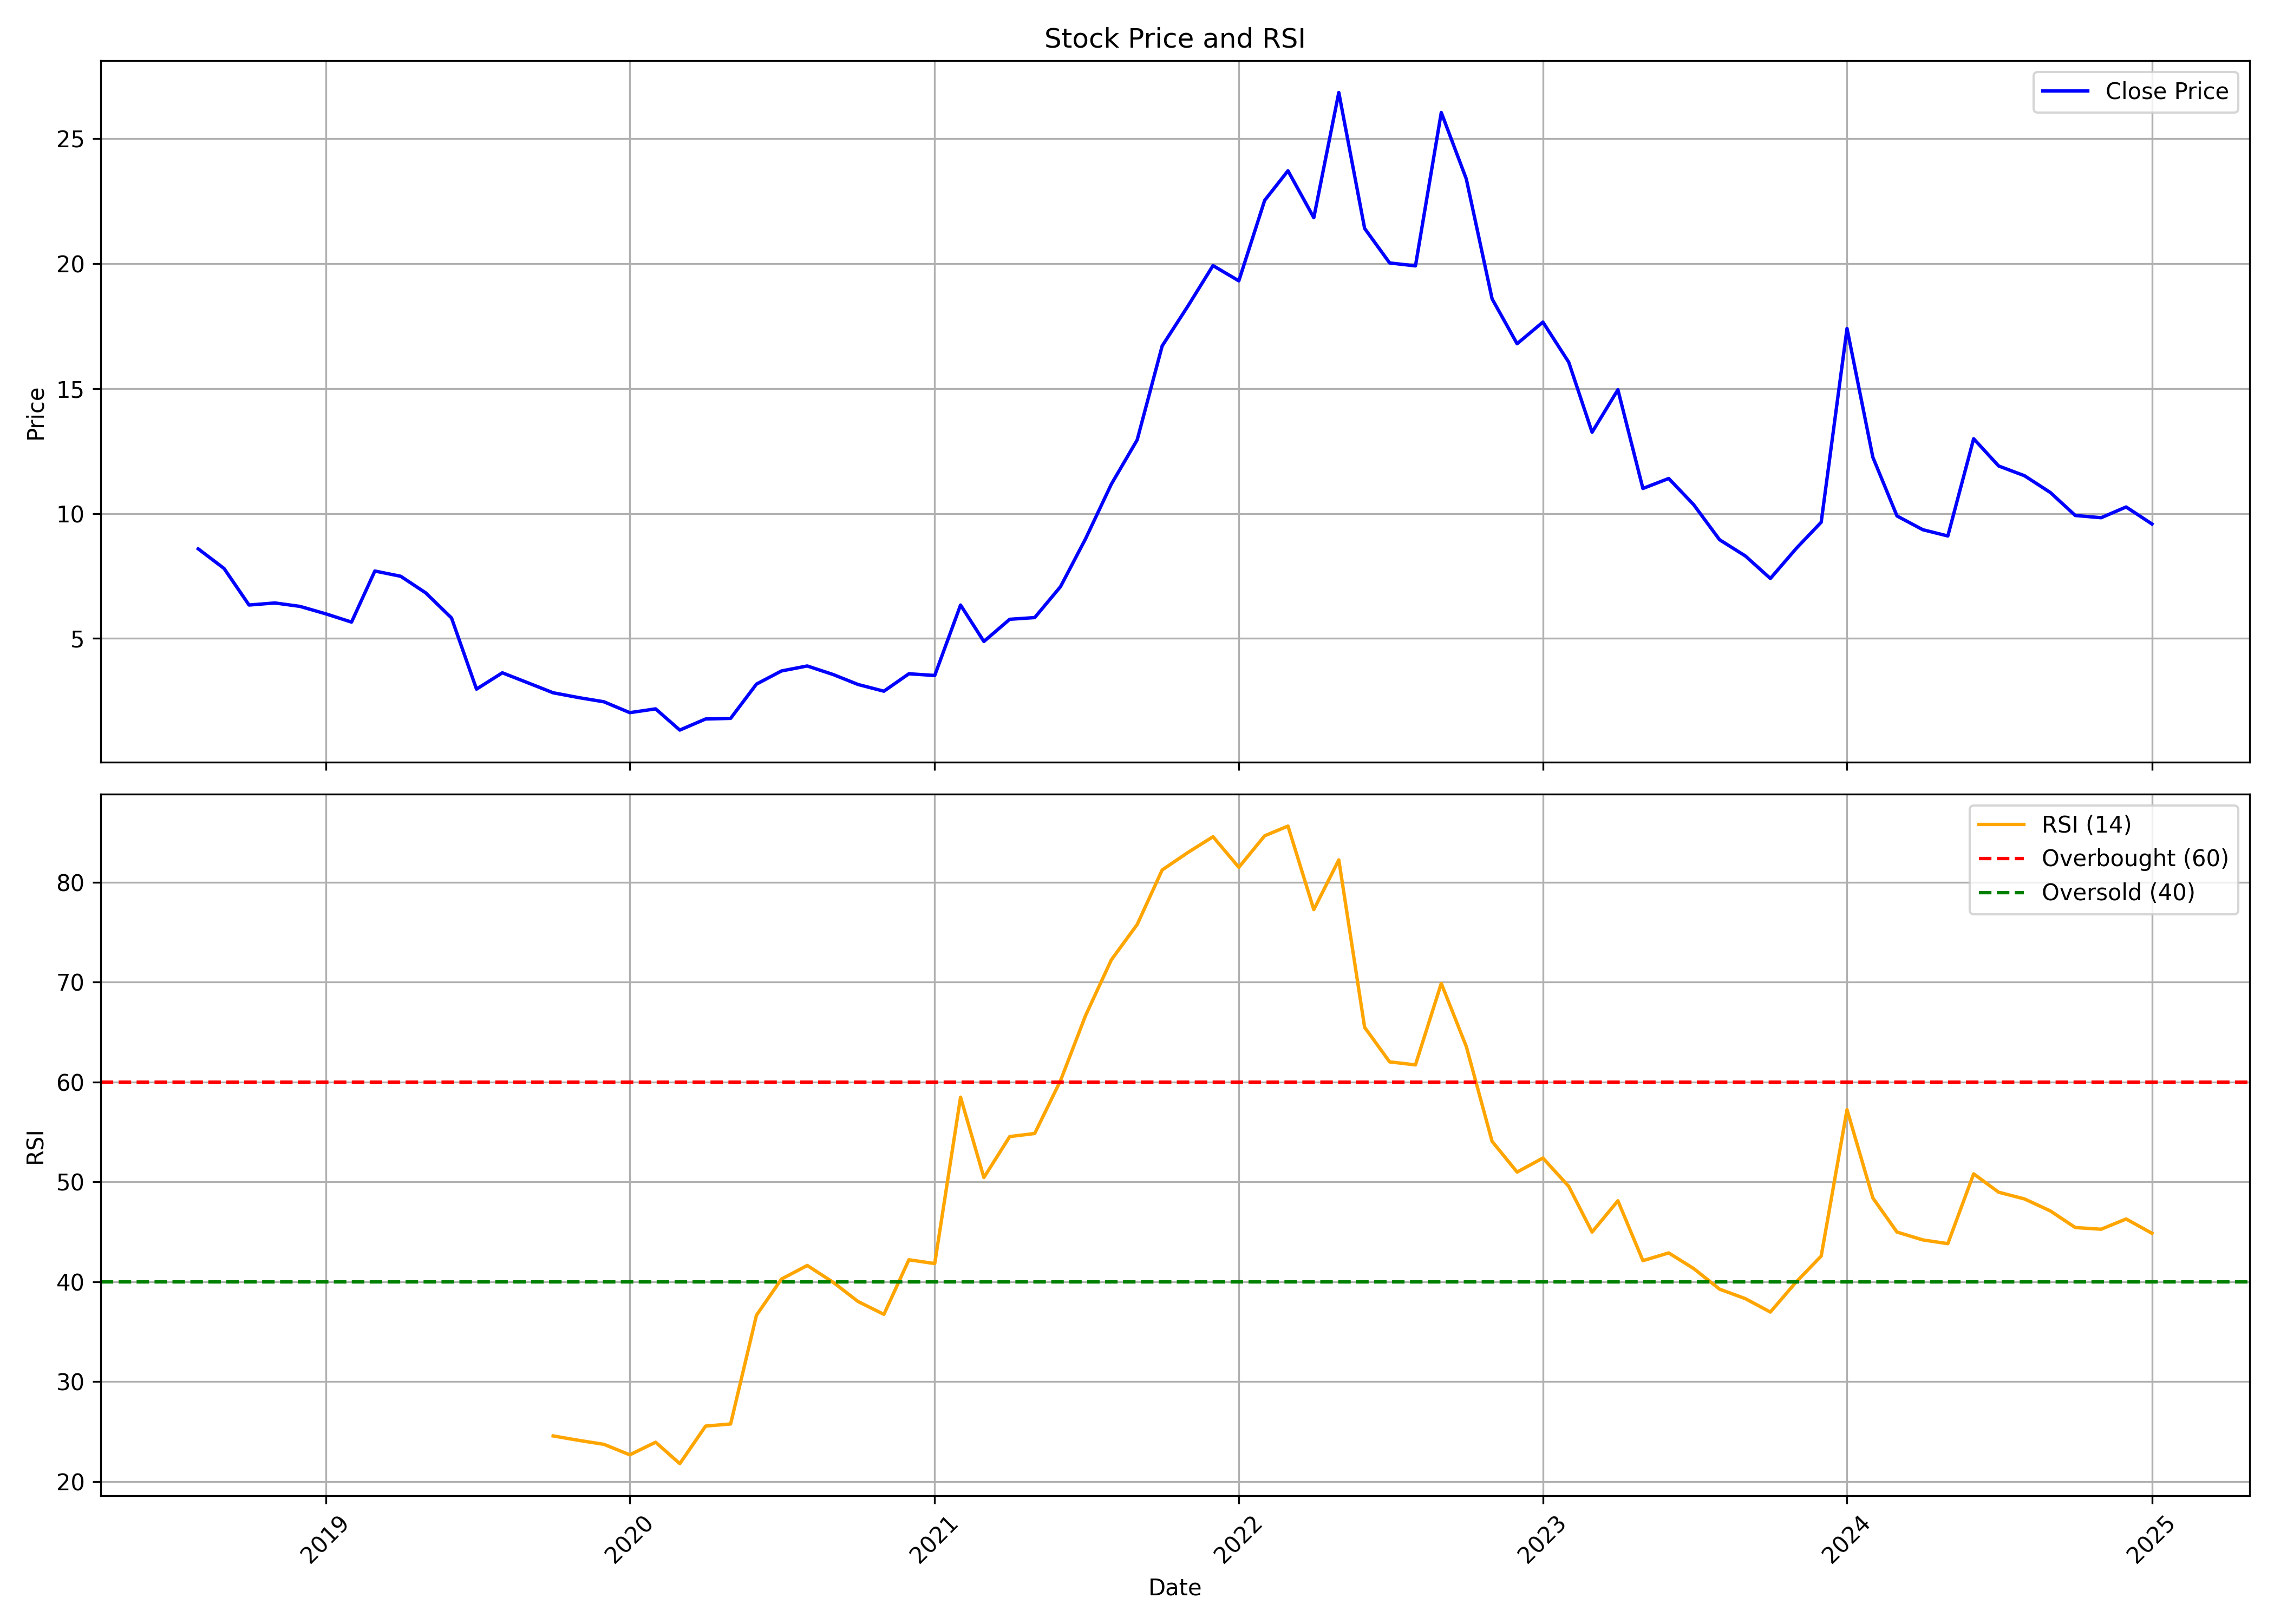 Stock Price and RSI
Close Price
25
20
15
10
5
Price
RSI (14)
Overbought (60)
Oversold (40)
80
70
60
50
40
30
20
RSI
2019
2020
2021
2022
2023
2024
2025
Date